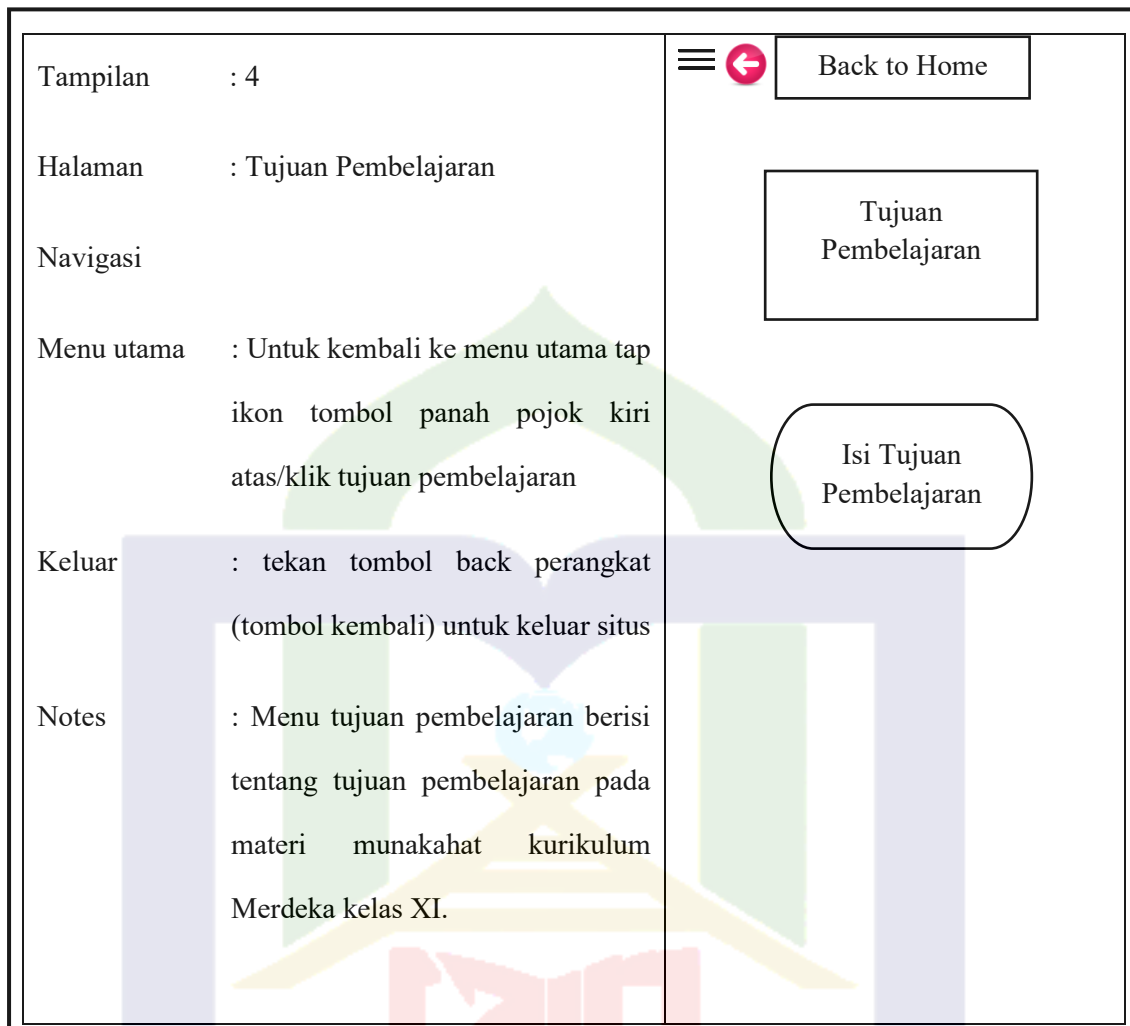 Tampilan : 4
Halaman : Tujuan Pembelajaran
Navigasi
Menu utama : Untuk kembali ke menu utama tap
ikon tombol panah pojok kiri
atas/klik tujuan pembelajaran
Keluar : tekan tombol back perangkat
(tombol kembali) untuk keluar situs
Notes : Menu tujuan pembelajaran berisi
tentang tujuan pembelajaran pada
materi munakahat kurikulum
Merdeka kelas XI.
Back to Home
Tujuan
Pembelajaran
Isi Tujuan
Pembelajaran